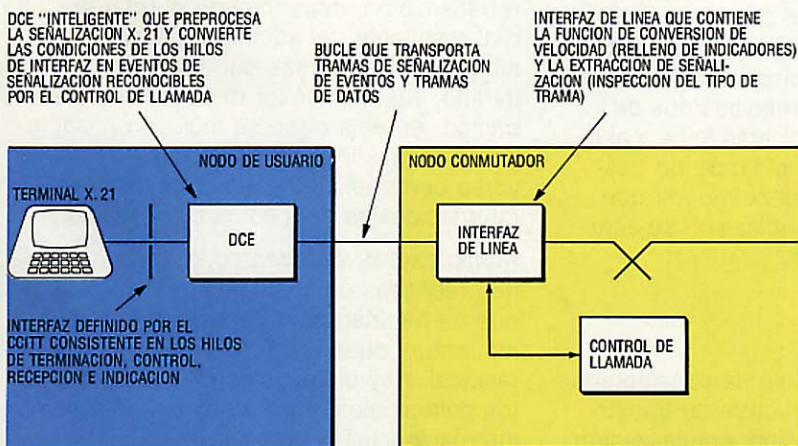 DCE "INTELIGENTE" QUE PREPROCESA
LA SEÑALIZACION X.21 Y CONVIERTE
LAS CONDICIONES DE LOS HILOS
DE INTERFAZ EN EVENTOS DE
SEÑALIZACIÓN RECONOCIBLES
POR EL CONTROL DE LLAMADA
BUCLE QUE TRANSPORTA
TRAMAS DE SEÑALIZACION
DE EVENTOS Y TRAMAS
DE DATOS
INTERFAZ DE LINEA QUE CONTIENE
LA FUNCION DE CONVERSION DE
VELOCIDAD (RELLENO DE INDICADORES)
Y LA EXTRACCION DE SEÑALI-
ZACION (INSPECCION DEL TIPO DE
TRAMA)
NODO DE USUARIO
NODO CONMUTADOR
TERMINAL X.21
DCE
INTERFAZ
DE LINEA
INTERFAZ DEFINIDO POR EL
CCITT CONSISTENTE EN LOS HILOS
DE TERMINACION, CONTROL,
RECEPCION E INDICACION
CONTROL DE
LLAMADA